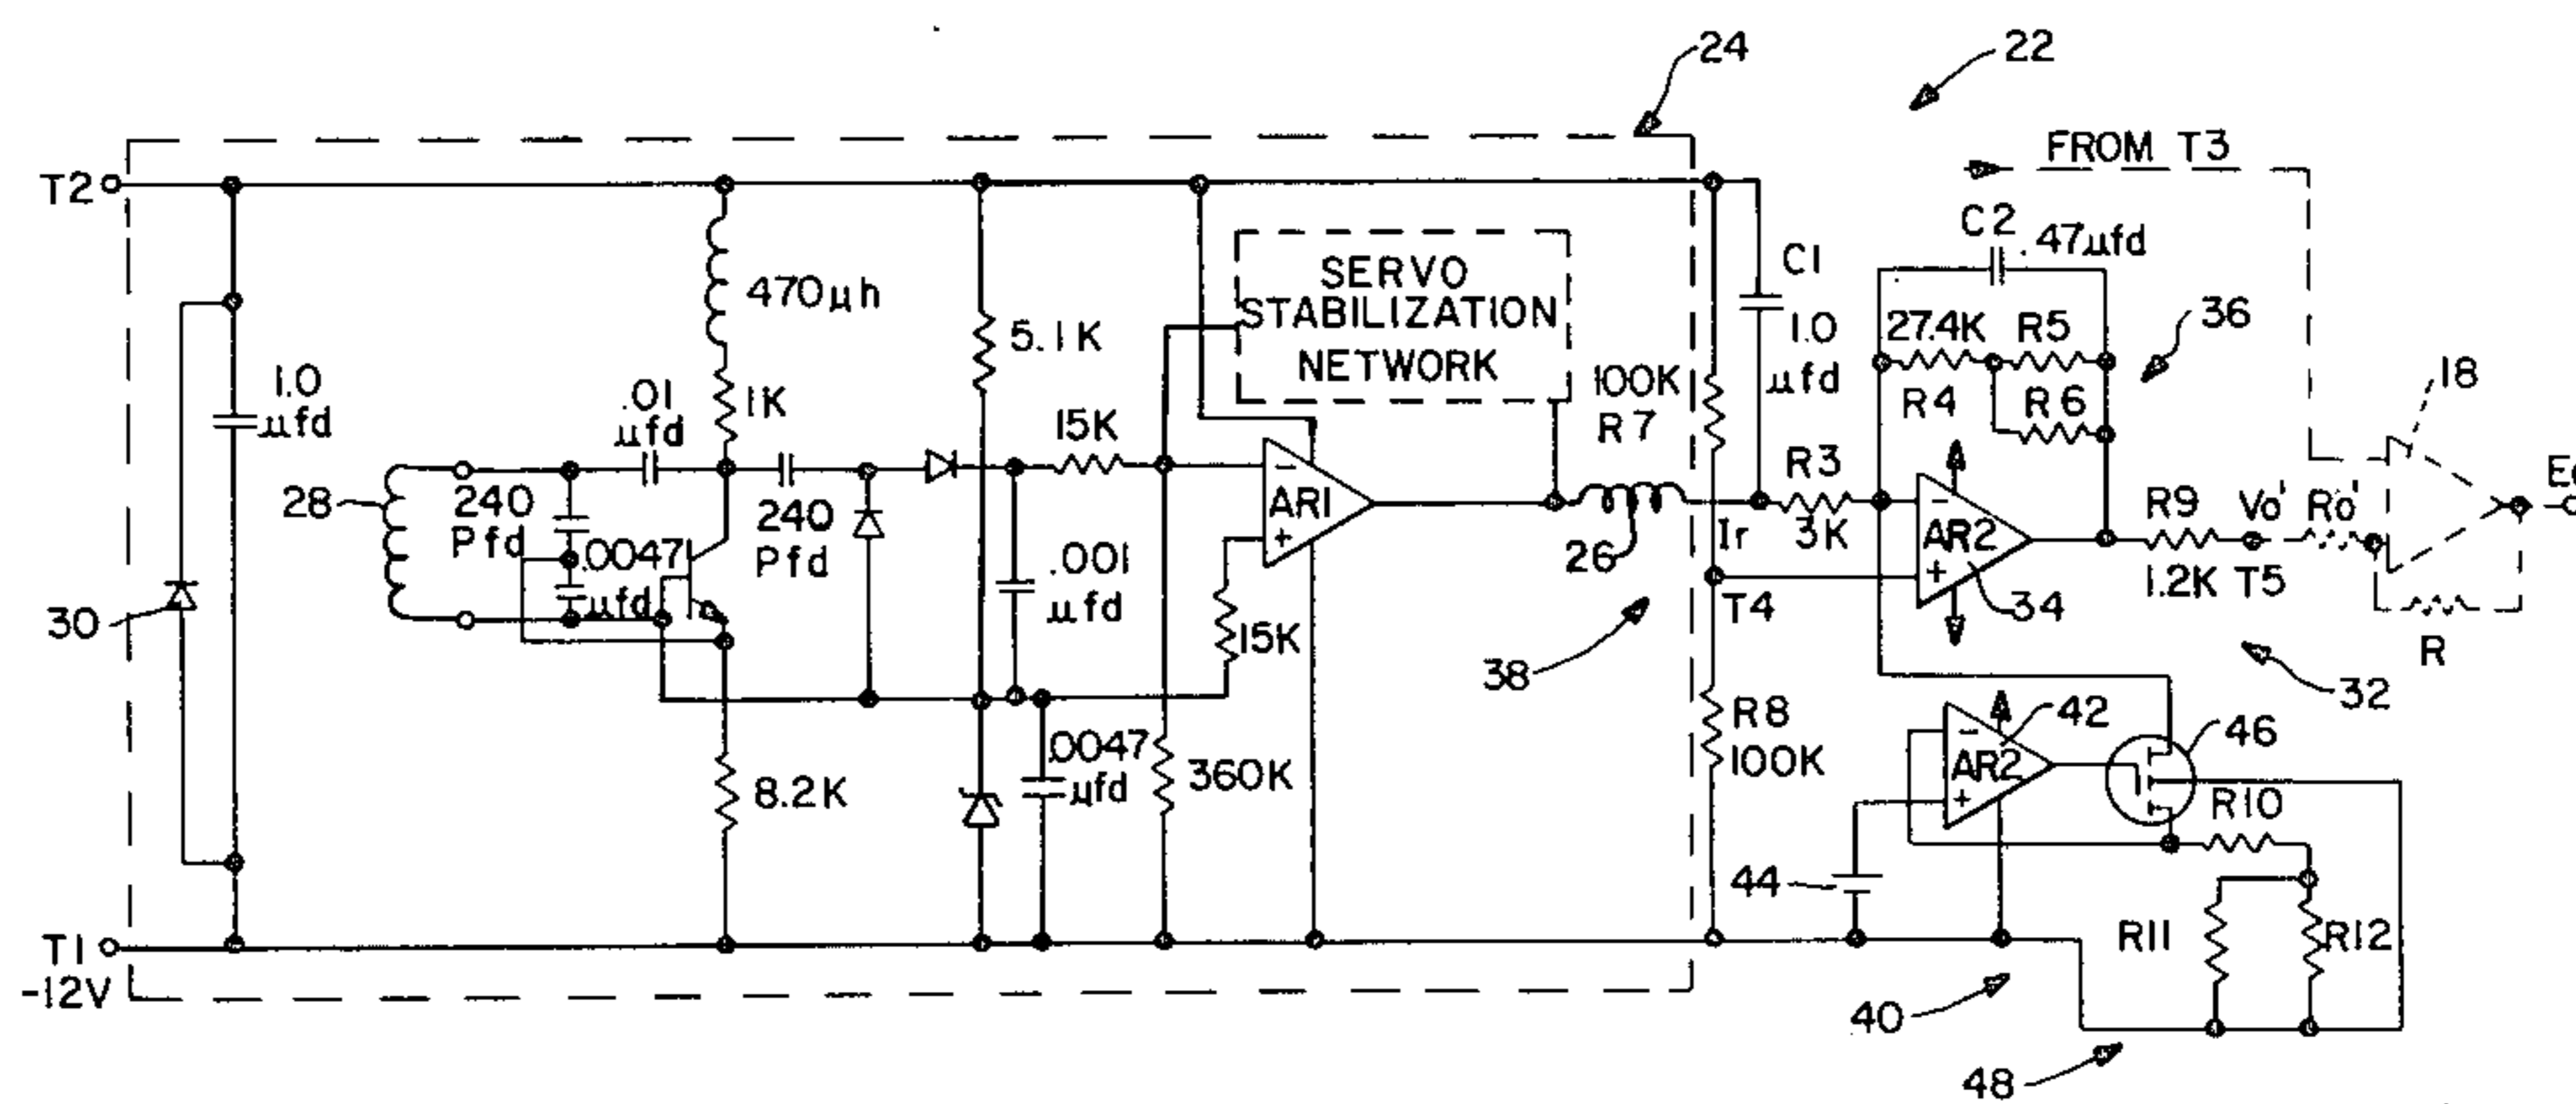 24
22
FROM T3
T2
C2
.47µfd
SERVO
STABILIZATION
NETWORK
C1
1.0
µfd
470µh
5.1K
27.4K
R5
36
R4
R6
18
1.0
µfd
.01
µfd
1K
100K
R7
15K
28
240
Pfd
.0047
µfd
240
Pfd
−
AR1
+
26
Ir
R3
3K
−
AR2
+
34
R9
1.2K
Vo'
T5
Ro'
R
30
.001
µfd
15K
T4
38
32
8.2K
.0047
µfd
360K
R8
100K
−
AR2
+
42
46
R10
44
R11
R12
T1
-12V
40
48